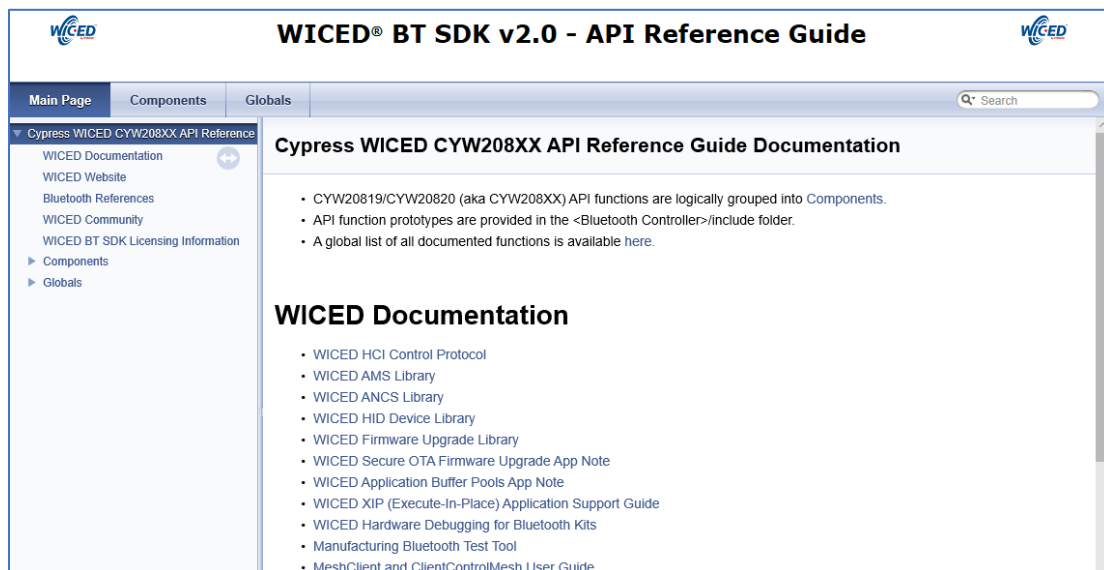 WICED
WICED® BT SDK v2.0 - API Reference Guide
WICED
Main Page
Components
Globals
Search
Cypress WICED CYW208XX API Reference
WICED Documentation
WICED Website
Bluetooth References
WICED Community
WICED BT SDK Licensing Information
Components
Globals
Cypress WICED CYW208XX API Reference Guide Documentation
• CYW20819/CYW20820 (aka CYW208XX) API functions are logically grouped into Components.
• API function prototypes are provided in the <Bluetooth Controller>/include folder.
• A global list of all documented functions is available here.
WICED Documentation
• WICED HCI Control Protocol
• WICED AMS Library
• WICED ANCS Library
• WICED HID Device Library
• WICED Firmware Upgrade Library
• WICED Secure OTA Firmware Upgrade App Note
• WICED Application Buffer Pools App Note
• WICED XIP (Execute-In-Place) Application Support Guide
• WICED Hardware Debugging for Bluetooth Kits
• Manufacturing Bluetooth Test Tool
• MeshClient and ClientControlMesh User Guide